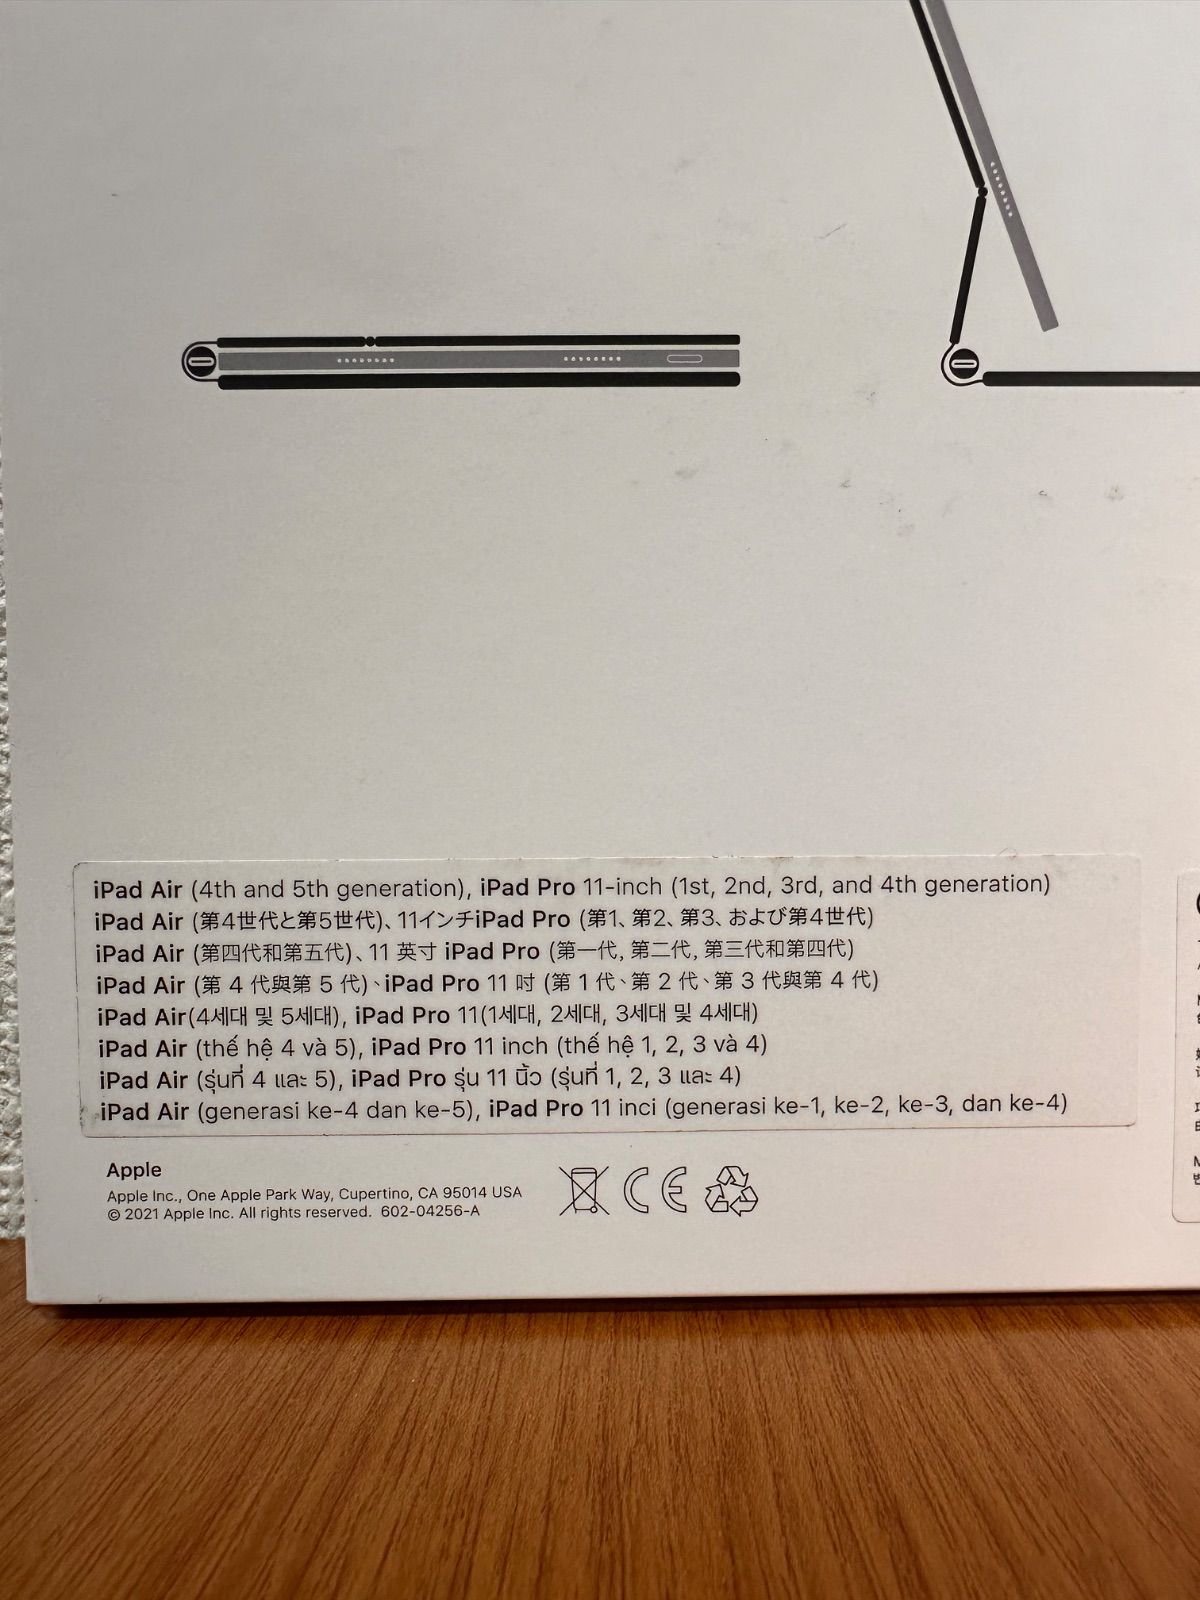 iPad Air (4th and 5th generation), iPad Pro 11-inch (1st, 2nd, 3rd, and 4th generation)
iPad Air (第4世代と第5世代)、11インチiPad Pro (第1、第2、第3、および第4世代)
iPad Air (第四代和第五代)、11 英寸 iPad Pro (第一代, 第二代, 第三代和第四代)
iPad Air (第 4 代與第 5 代)、iPad Pro 11 吋 (第 1 代、第 2 代、第 3 代與第 4 代)
iPad Air(4세대 및 5세대), iPad Pro 11(1세대, 2세대, 3세대 및 4세대)
iPad Air (thế hệ 4 và 5), iPad Pro 11 inch (thế hệ 1, 2, 3 và 4)
iPad Air (รุ่นที่ 4 และ 5), iPad Pro รุ่น 11 นิ้ว (รุ่นที่ 1, 2, 3 และ 4)
iPad Air (generasi ke-4 dan ke-5), iPad Pro 11 inci (generasi ke-1, ke-2, ke-3, dan ke-4)
Apple
Apple Inc., One Apple Park Way, Cupertino, CA 95014 USA
© 2021 Apple Inc. All rights reserved. 602-04256-A
CE